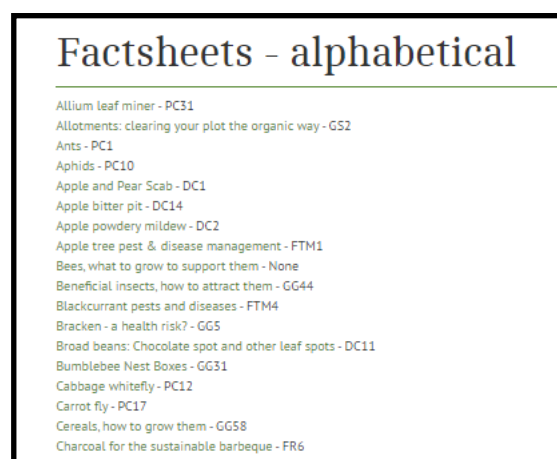 Factsheets - alphabetical
Allium leaf miner - PC31
Allotments: clearing your plot the organic way - GS2
Ants - PC1
Aphids - PC10
Apple and Pear Scab - DC1
Apple bitter pit - DC14
Apple powdery mildew - DC2
Apple tree pest & disease management - FTM1
Bees, what to grow to support them - None
Beneficial insects, how to attract them - GG44
Blackcurrant pests and diseases - FTM4
Bracken - a health risk? - GG5
Broad beans: Chocolate spot and other leaf spots - DC11
Bumblebee Nest Boxes - GG31
Cabbage whitefly - PC12
Carrot fly - PC17
Cereals, how to grow them - GG58
Charcoal for the sustainable barbeque - FR6